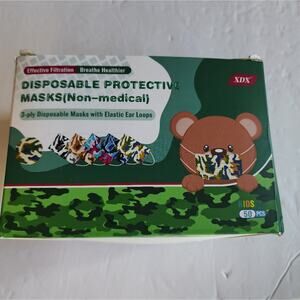 Effective Filtration Breathe Healthier
XDX
DISPOSABLE PROTECTIVE
MASKS(Non-medical)
3-ply Disposable Masks with Elastic Ear Loops
KIDS
50 PCS